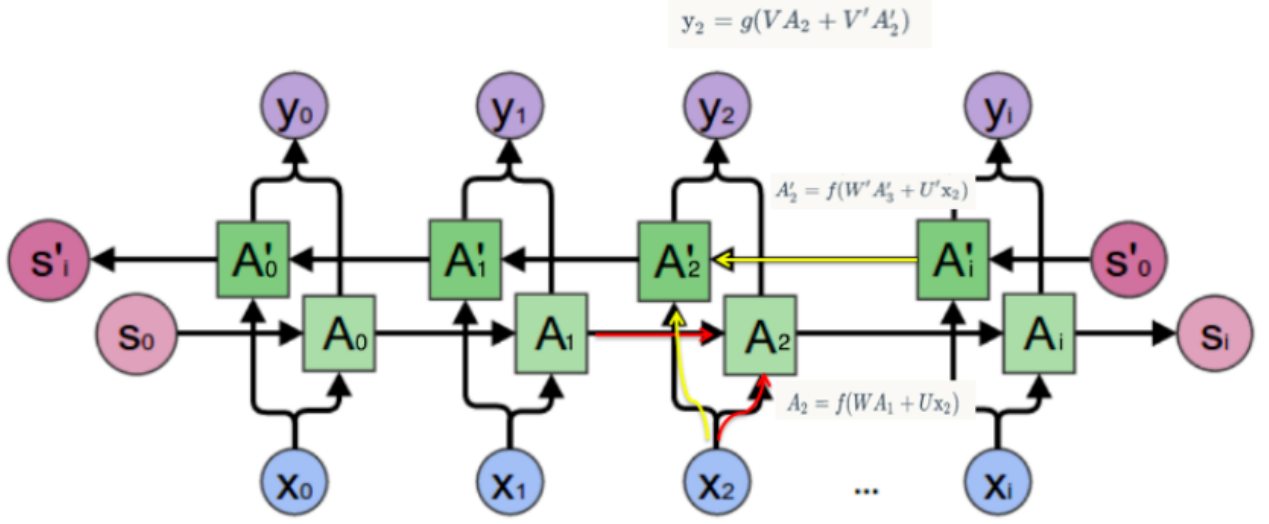 y₂ = g(VA₂ + V′A′₂)
y₀ y₁ y₂ yᵢ
A′₂ = f(W′A′₃ + U′x₂)
s'ᵢ A'₀ A'₁ A'₂ A'ᵢ s'₀
s₀ A₀ A₁ A₂ Aᵢ sᵢ
A₂ = f(WA₁ + Ux₂)
x₀ x₁ x₂ ... xᵢ